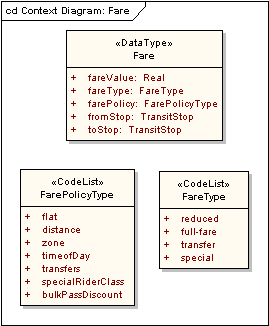 cd Context Diagram: Fare
«DataType»
Fare
+ fareValue: Real
+ fareType: FareType
+ farePolicy: FarePolicyType
+ fromStop: TransitStop
+ toStop: TransitStop
«CodeList»
FarePolicyType
+ flat
+ distance
+ zone
+ timeofDay
+ transfers
+ specialRiderClass
+ bulkPassDiscount
«CodeList»
FareType
+ reduced
+ full-fare
+ transfer
+ special